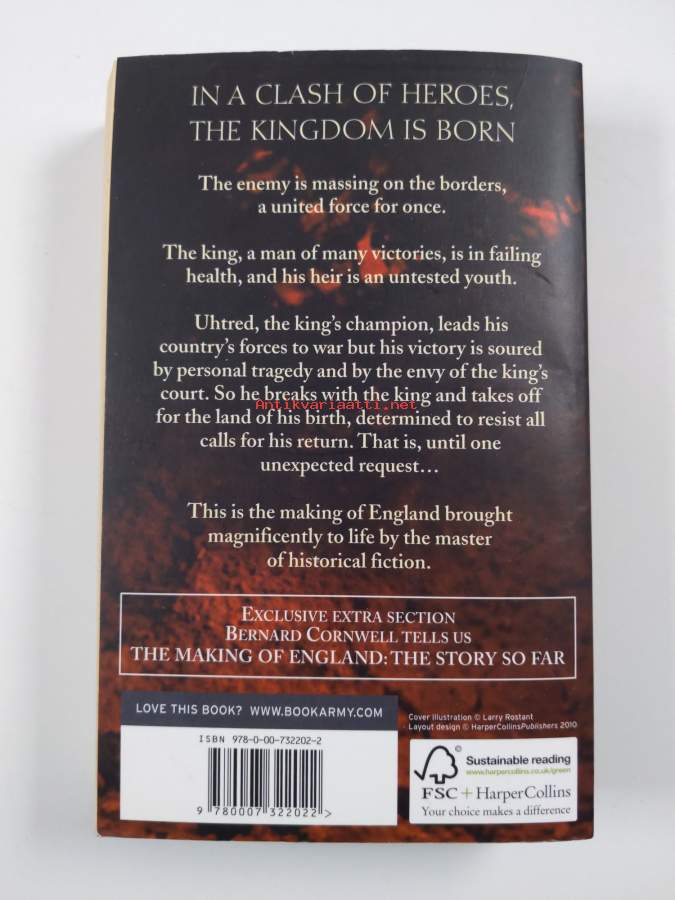 IN A CLASH OF HEROES,
THE KINGDOM IS BORN
The enemy is massing on the borders,
a united force for once.
The king, a man of many victories, is in failing
health, and his heir is an untested youth.
Uhtred, the king's champion, leads his
country's forces to war but his victory is soured
by personal tragedy and by the envy of the king's
court. So he breaks with the king and takes off
Antikvariaatti.net
for the land of his birth, determined to resist all
calls for his return. That is, until one
unexpected request...
This is the making of England brought
magnificently to life by the master
of historical fiction.
EXCLUSIVE EXTRA SECTION
BERNARD CORNWELL TELLS US
THE MAKING OF ENGLAND: THE STORY SO FAR
LOVE THIS BOOK? WWW.BOOKARMY.COM
Cover illustration © Larry Rostant
Layout design © HarperCollinsPublishers 2010
ISBN 978-0-00-732202-2
9 780007 322022 >
Sustainable reading
www.harpercollins.co.uk/green
FSC + HarperCollins
Your choice makes a difference